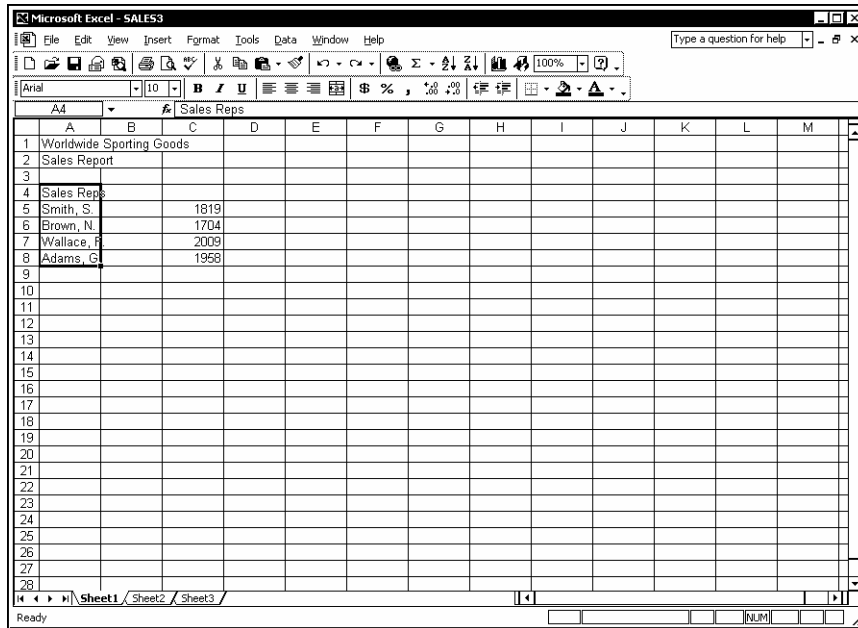 Microsoft Excel - SALES3
File Edit View Insert Format Tools Data Window Help Type a question for help
100%
Arial 10 B I U $ % ,
A4 fx Sales Reps
A B C D E F G H I J K L M
1 Worldwide Sporting Goods
2 Sales Report
3
4 Sales Reps
5 Smith, S. 1819
6 Brown, N. 1704
7 Wallace, R. 2009
8 Adams, G 1958
9
10
11
12
13
14
15
16
17
18
19
20
21
22
23
24
25
26
27
28
Sheet1 Sheet2 Sheet3
Ready NUM